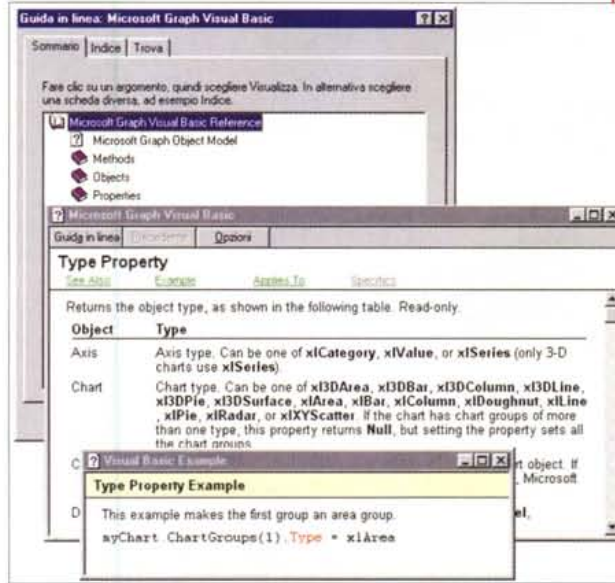 Guida in linea: Microsoft Graph Visual Basic
Sommario Indice Trova
Fare clic su un argomento, quindi scegliere Visualizza. In alternativa scegliere
una scheda diversa, ad esempio Indice.
Microsoft Graph Visual Basic Reference
Microsoft Graph Object Model
Methods
Objects
Properties
Microsoft Graph Visual Basic
Guida in linea Precedente Opzioni
Type Property
See Also Example Applies To Specifics
Returns the object type, as shown in the following table. Read-only.
Object Type
Axis Axis type. Can be one of xlCategory, xlValue, or xlSeries (only 3-D
charts use xlSeries).
Chart Chart type. Can be one of xl3DArea, xl3DBar, xl3DColumn, xl3DLine,
xl3DPie, xl3DSurface, xlArea, xlBar, xlColumn, xlDoughnut, xlLine
, xlPie, xlRadar, or xlXYScatter. If the chart has chart groups of more
than one type, this property returns Null, but setting the property sets all
the chart groups.
C rt object. If
, Microsoft
D el,
Visual Basic Example
Type Property Example
This example makes the first group an area group.
myChart.ChartGroups(1).Type = xlArea